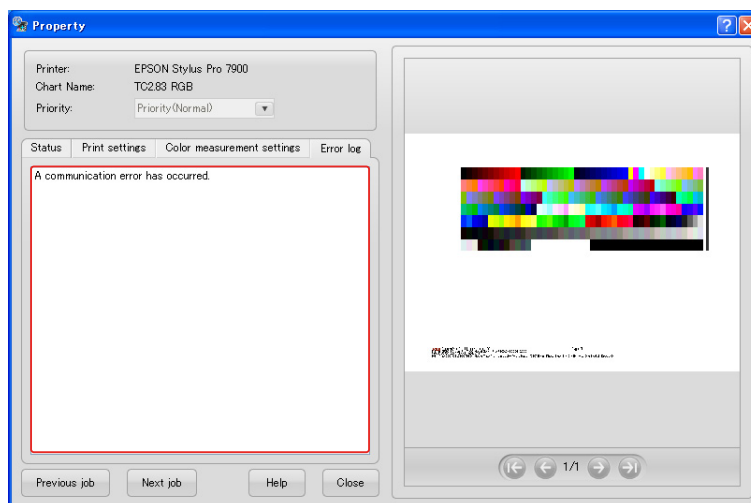 Property
Printer: EPSON Stylus Pro 7900
Chart Name: TC2.83 RGB
Priority: Priority(Normal)
Status Print settings Color measurement settings Error log
A communication error has occurred.
1/1
Previous job Next job Help Close